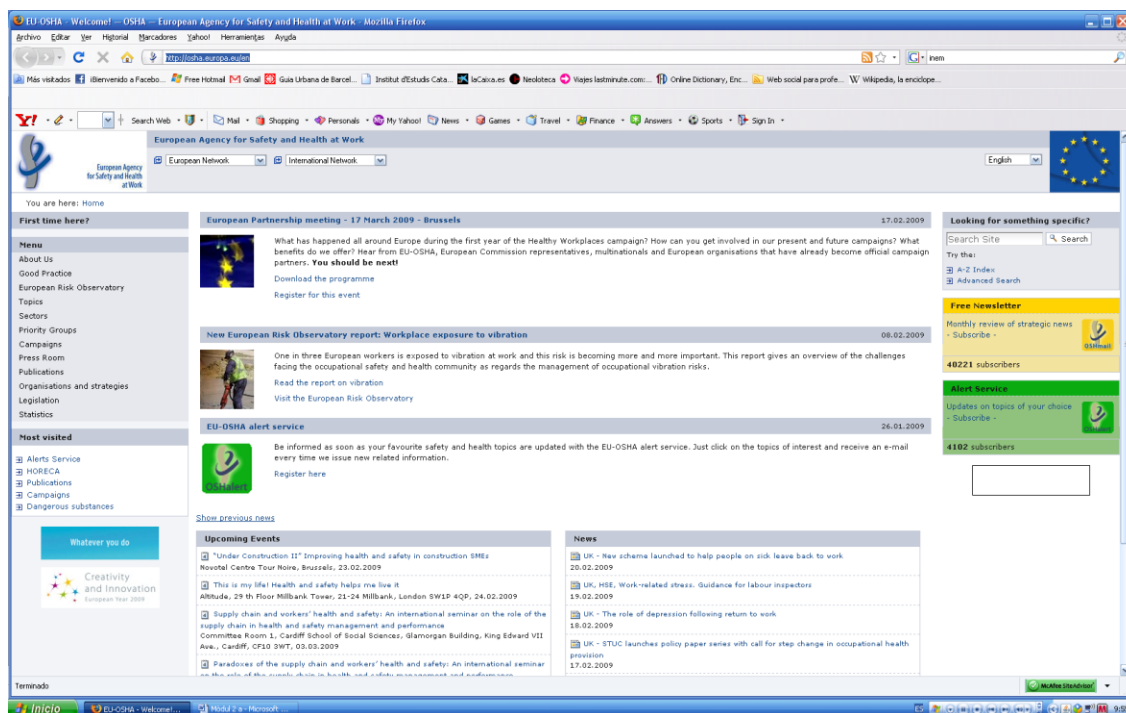 EU-OSHA - Welcome! — OSHA — European Agency for Safety and Health at Work - Mozilla Firefox
Archivo Editar Ver Historial Marcadores Yahoo! Herramientas Ayuda
http://osha.europa.eu/en
inem
Más visitados iBienvenido a Facebo... Free Hotmail Gmail Guia Urbana de Barcel... Institut d'Estudis Cata... laCaixa.es Neoloteca Viajes lastminute.com:... Online Dictionary, Enc... Web social para profe... Wikipedia, la enciclope...
Y! Search Web Mail Shopping Personals My Yahoo! News Games Travel Finance Answers Sports Sign In
European Agency for Safety and Health at Work
European Network International Network English
European Agency
for Safety and Health
at Work
You are here: Home
First time here?
Menu
About Us
Good Practice
European Risk Observatory
Topics
Sectors
Priority Groups
Campaigns
Press Room
Publications
Organisations and strategies
Legislation
Statistics
Most visited
Alerts Service
HORECA
Publications
Campaigns
Dangerous substances
Whatever you do
Creativity
and Innovation
European Year 2009
European Partnership meeting - 17 March 2009 - Brussels 17.02.2009
What has happened all around Europe during the first year of the Healthy Workplaces campaign? How can you get involved in our present and future campaigns? What
benefits do we offer? Hear from EU-OSHA, European Commission representatives, multinationals and European organisations that have already become official campaign
partners. You should be next!
Download the programme
Register for this event
New European Risk Observatory report: Workplace exposure to vibration 08.02.2009
One in three European workers is exposed to vibration at work and this risk is becoming more and more important. This report gives an overview of the challenges
facing the occupational safety and health community as regards the management of occupational vibration risks.
Read the report on vibration
Visit the European Risk Observatory
EU-OSHA alert service 26.01.2009
Be informed as soon as your favourite safety and health topics are updated with the EU-OSHA alert service. Just click on the topics of interest and receive an e-mail
every time we issue new related information.
Register here
OSHalert
Show previous news
Upcoming Events
"Under Construction II" Improving health and safety in construction SMEs
Novotel Centre Tour Noire, Brussels, 23.02.2009
This is my life! Health and safety helps me live it
Altitude, 29 th Floor Millbank Tower, 21-24 Millbank, London SW1P 4QP, 24.02.2009
Supply chain and workers' health and safety: An international seminar on the role of the
supply chain in health and safety management and performance
Committee Room 1, Cardiff School of Social Sciences, Glamorgan Building, King Edward VII
Ave., Cardiff, CF10 3WT, 03.03.2009
Paradoxes of the supply chain and workers' health and safety: An international seminar
on the role of the supply chain in health and safety management and performance
News
UK - New scheme launched to help people on sick leave back to work
20.02.2009
UK, HSE, Work-related stress. Guidance for labour inspectors
19.02.2009
UK - The role of depression following return to work
18.02.2009
UK - STUC launches policy paper series with call for step change in occupational health
provision
17.02.2009
Looking for something specific?
Search Site Search
Try the:
A-Z Index
Advanced Search
Free Newsletter
Monthly review of strategic news
- Subscribe -
OSHmail
40221 subscribers
Alert Service
Updates on topics of your choice
- Subscribe -
OSHalert
4102 subscribers
Terminado McAfee SiteAdvisor
Inicio EU-OSHA - Welcome!... Modul 2 a - Microsoft ...